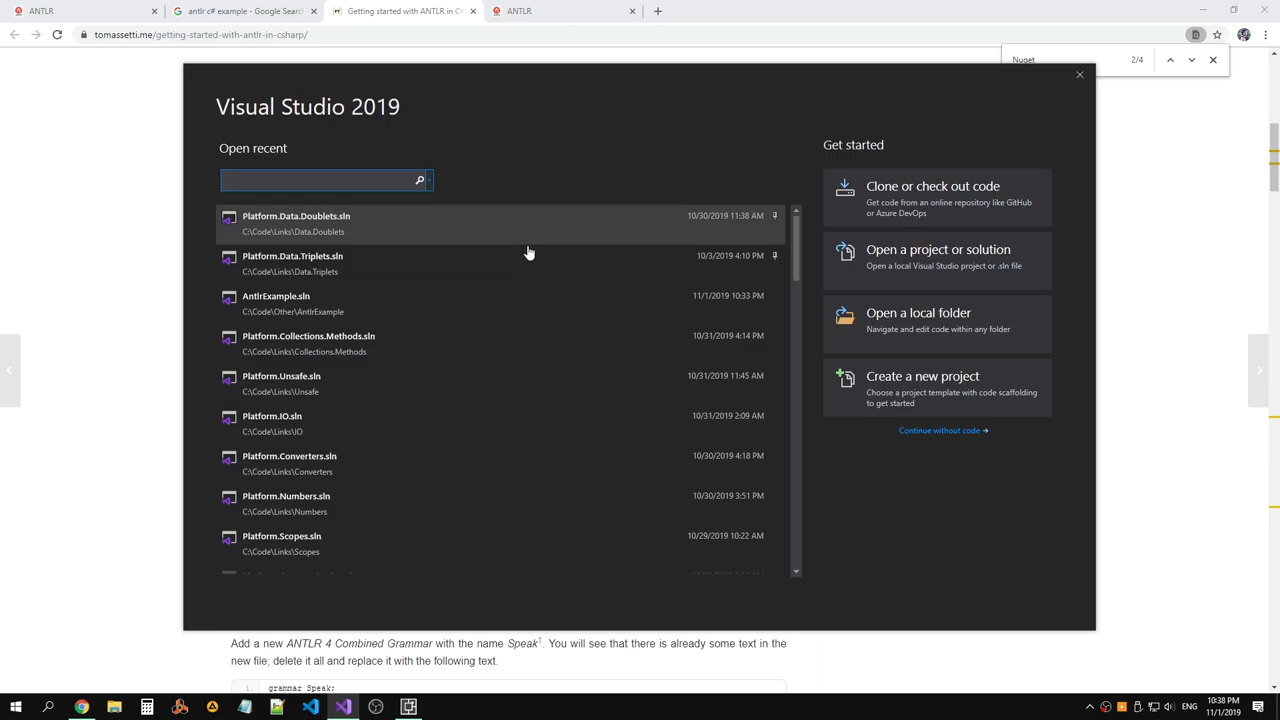 ANTLR
antlr c# example - Google Searc
Getting started with ANTLR in C#
ANTLR
tomassetti.me/getting-started-with-antlr-in-csharp/
Nuget
2/4
Visual Studio 2019
Open recent
Platform.Data.Doublets.sln
10/30/2019 11:38 AM
C:\Code\Links\Data.Doublets
Platform.Data.Triplets.sln
10/3/2019 4:10 PM
C:\Code\Links\Data.Triplets
AntlrExample.sln
11/1/2019 10:33 PM
C:\Code\Other\AntlrExample
Platform.Collections.Methods.sln
10/31/2019 4:14 PM
C:\Code\Links\Collections.Methods
Platform.Unsafe.sln
10/31/2019 11:45 AM
C:\Code\Links\Unsafe
Platform.IO.sln
10/31/2019 2:09 AM
C:\Code\Links\IO
Platform.Converters.sln
10/30/2019 4:18 PM
C:\Code\Links\Converters
Platform.Numbers.sln
10/30/2019 3:51 PM
C:\Code\Links\Numbers
Platform.Scopes.sln
10/29/2019 10:22 AM
C:\Code\Links\Scopes
Get started
Clone or check out code
Get code from an online repository like GitHub
or Azure DevOps
Open a project or solution
Open a local Visual Studio project or .sln file
Open a local folder
Navigate and edit code within any folder
Create a new project
Choose a project template with code scaffolding
to get started
Continue without code →
Add a new ANTLR 4 Combined Grammar with the name Speak¹. You will see that there is already some text in the
new file; delete it all and replace it with the following text.
1. grammar Speak;
ENG
10:38 PM
11/1/2019